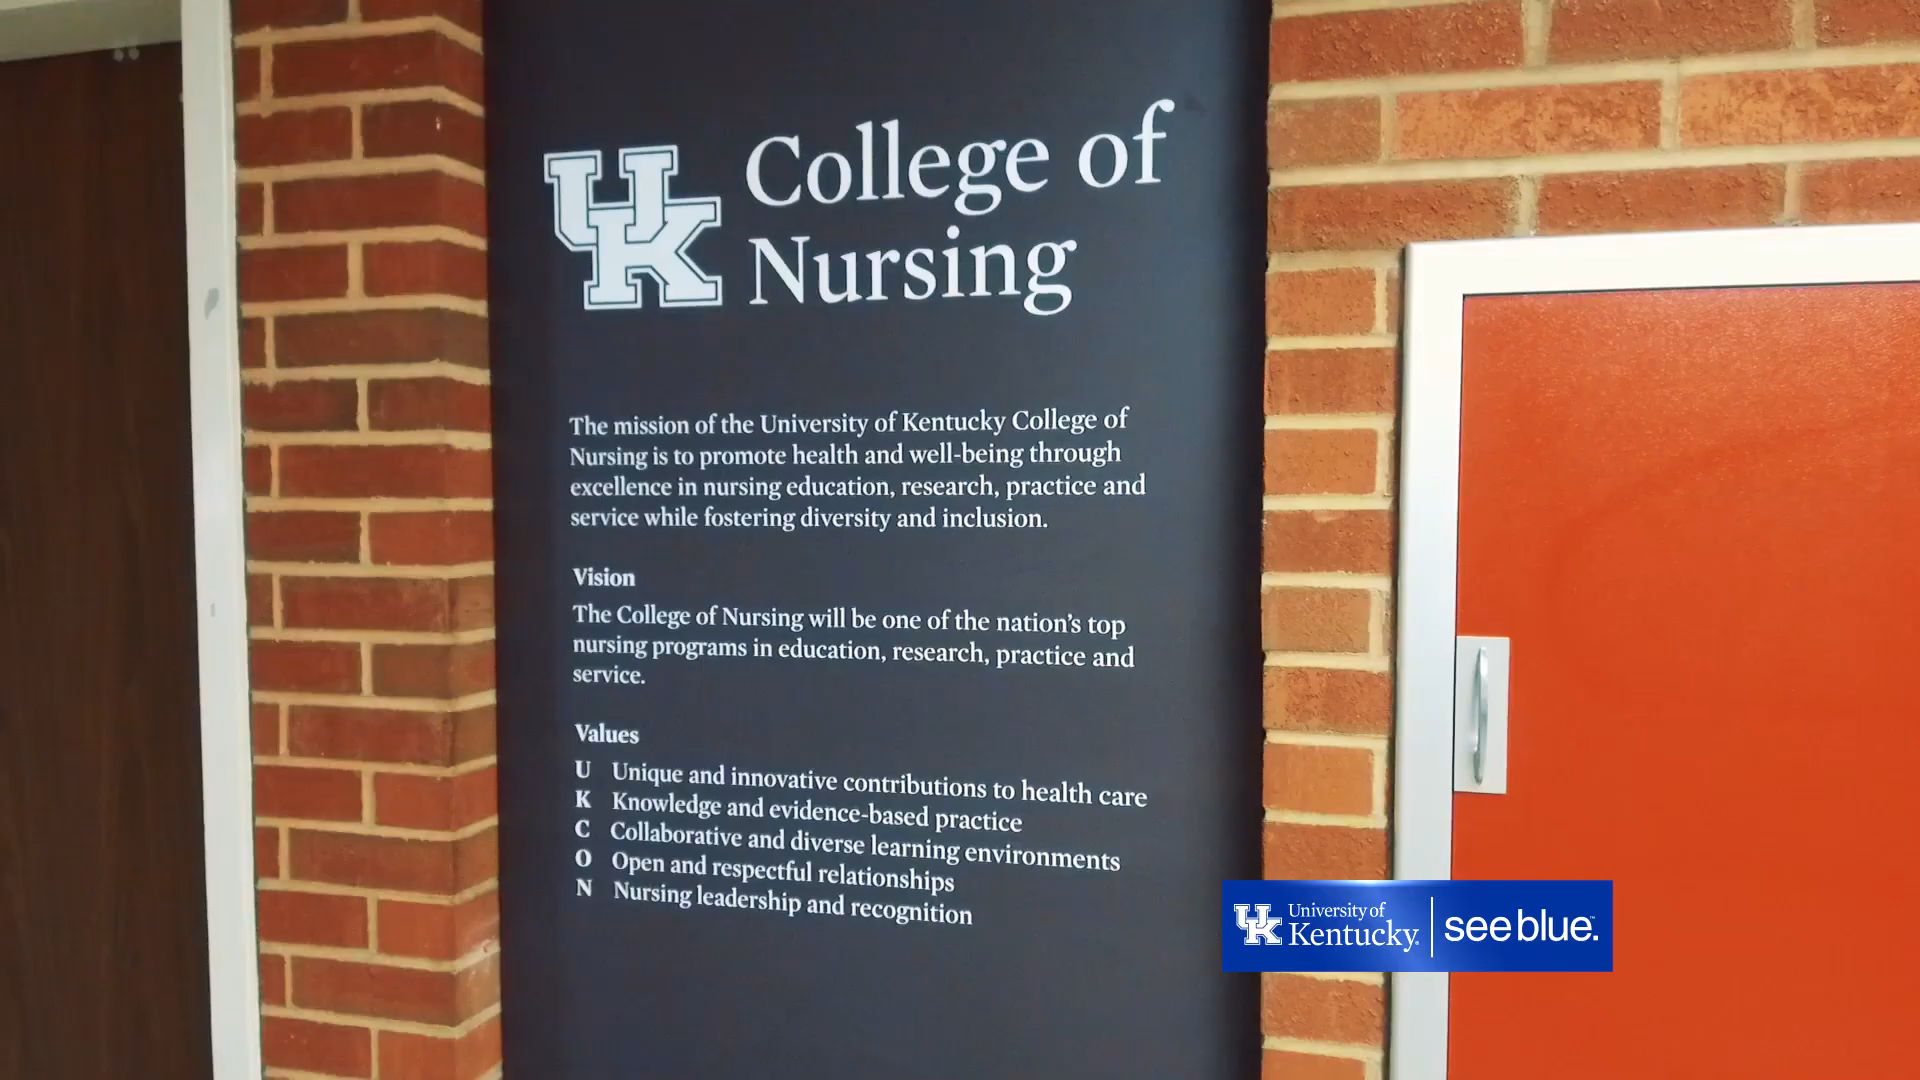 UK College of
Nursing
The mission of the University of Kentucky College of
Nursing is to promote health and well-being through
excellence in nursing education, research, practice and
service while fostering diversity and inclusion.
Vision
The College of Nursing will be one of the nation's top
nursing programs in education, research, practice and
service.
Values
U Unique and innovative contributions to health care
K Knowledge and evidence-based practice
C Collaborative and diverse learning environments
O Open and respectful relationships
N Nursing leadership and recognition
UK University of
Kentucky® see blue.™